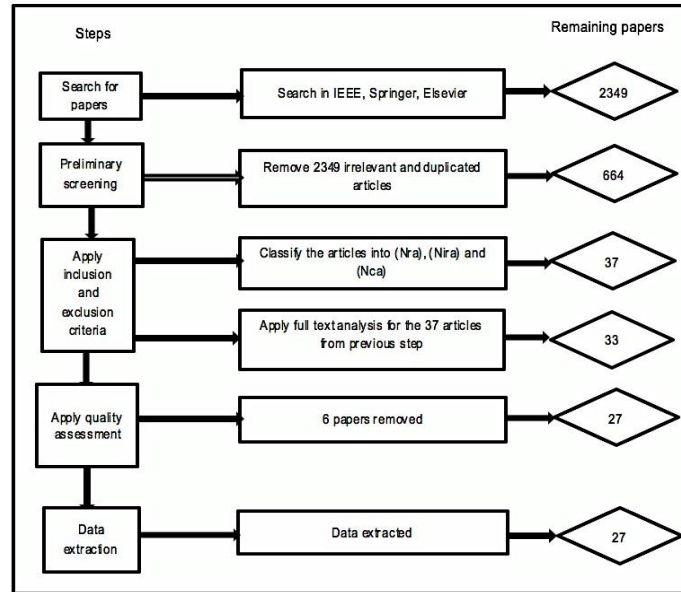 Steps
Remaining papers
Search for
papers
Search in IEEE, Springer, Elsevier
2349
Preliminary
screening
Remove 2349 irrelevant and duplicated
articles
664
Apply
inclusion
and
exclusion
criteria
Classify the articles into (Nra), (Nira) and
(Nca)
37
Apply full text analysis for the 37 articles
from previous step
33
Apply quality
assessment
6 papers removed
27
Data
extraction
Data extracted
27